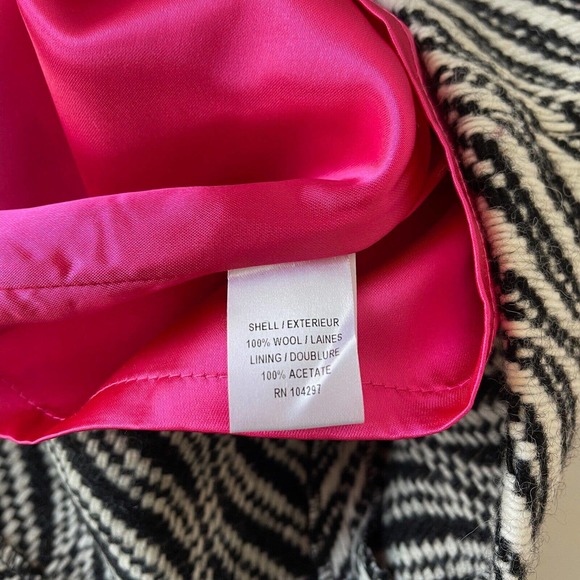 SHELL / EXTERIEUR
100% WOOL / LAINES
LINING / DOUBLURE
100% ACETATE
RN 104297